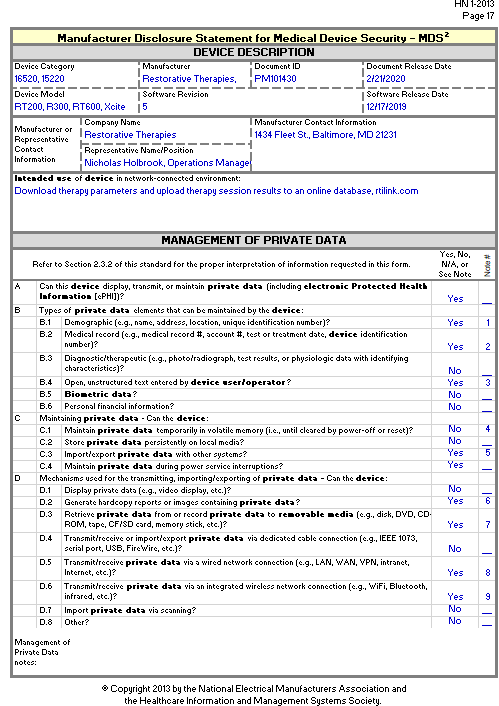 HN 1-2013
Page 17
Manufacturer Disclosure Statement for Medical Device Security – MDS²
DEVICE DESCRIPTION
Device Category Manufacturer Document ID Document Release Date
16520, 15220 Restorative Therapies, PM101430 2/21/2020
Device Model Software Revision Software Release Date
RT200, R300, RT600, Xcite 5 12/17/2019
Manufacturer or Representative Contact Information
Company Name Manufacturer Contact Information
Restorative Therapies 1434 Fleet St., Baltimore, MD 21231
Representative Name/Position
Nicholas Holbrook, Operations Manage
Intended use of device in network-connected environment:
Download therapy parameters and upload therapy session results to an online database, rtilink.com
MANAGEMENT OF PRIVATE DATA
Refer to Section 2.3.2 of this standard for the proper interpretation of information requested in this form. Yes, No, N/A, or See Note Note #
A Can this device display, transmit, or maintain private data (including electronic Protected Health
Information [ePHI])? Yes __
B Types of private data elements that can be maintained by the device:
B.1 Demographic (e.g., name, address, location, unique identification number)? Yes 1
B.2 Medical record (e.g., medical record #, account #, test or treatment date, device identification
number)? Yes 2
B.3 Diagnostic/therapeutic (e.g., photo/radiograph, test results, or physiologic data with identifying
characteristics)? No __
B.4 Open, unstructured text entered by device user/operator? Yes 3
B.5 Biometric data? No __
B.6 Personal financial information? No __
C Maintaining private data - Can the device:
C.1 Maintain private data temporarily in volatile memory (i.e., until cleared by power-off or reset)? No 4
C.2 Store private data persistently on local media? No __
C.3 Import/export private data with other systems? Yes 5
C.4 Maintain private data during power service interruptions? Yes __
D Mechanisms used for the transmitting, importing/exporting of private data – Can the device:
D.1 Display private data (e.g., video display, etc.)? No __
D.2 Generate hardcopy reports or images containing private data? Yes 6
D.3 Retrieve private data from or record private data to removable media (e.g., disk, DVD, CD-
ROM, tape, CF/SD card, memory stick, etc.)? Yes 7
D.4 Transmit/receive or import/export private data via dedicated cable connection (e.g., IEEE 1073,
serial port, USB, FireWire, etc.)? No __
D.5 Transmit/receive private data via a wired network connection (e.g., LAN, WAN, VPN, intranet,
Internet, etc.)? Yes 8
D.6 Transmit/receive private data via an integrated wireless network connection (e.g., WiFi, Bluetooth,
infrared, etc.)? Yes 9
D.7 Import private data via scanning? No __
D.8 Other? No __
Management of
Private Data
notes:
® Copyright 2013 by the National Electrical Manufacturers Association and
the Healthcare Information and Management Systems Society.